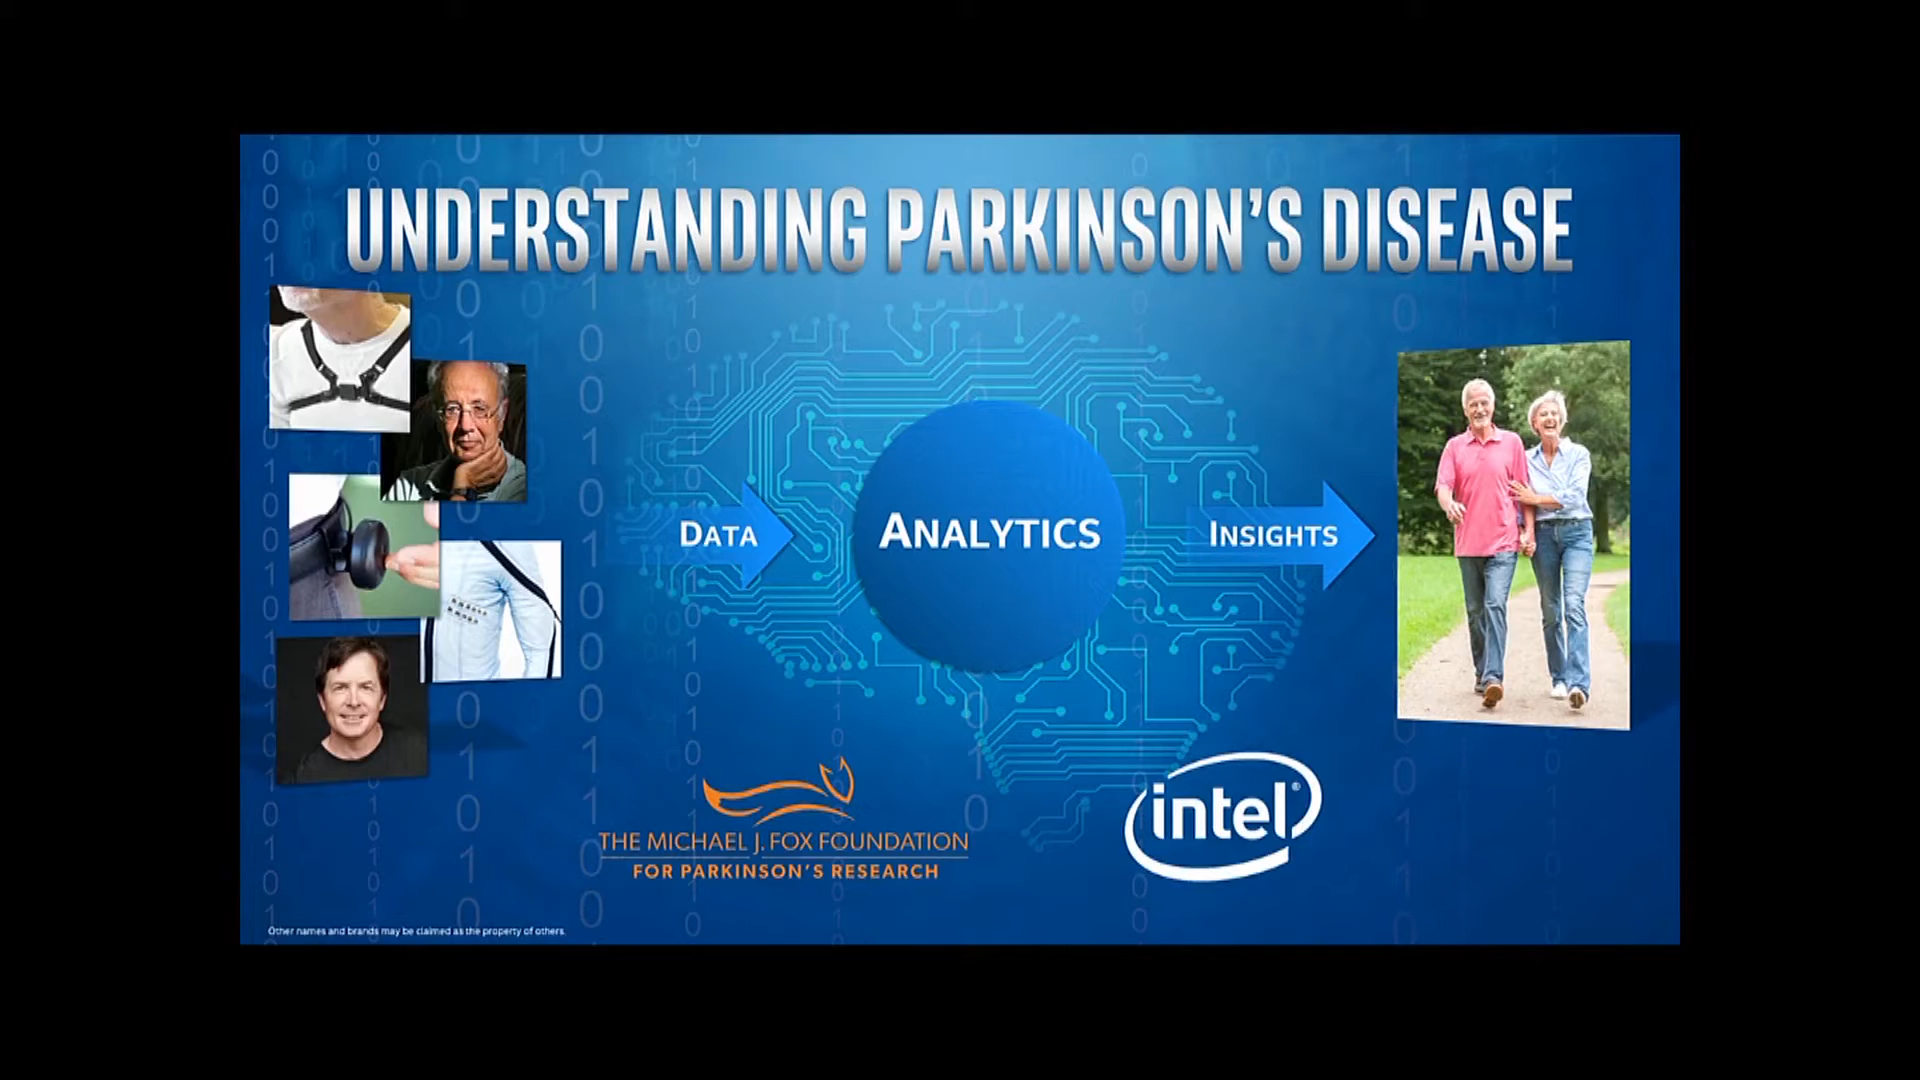 UNDERSTANDING PARKINSON'S DISEASE
DATA
ANALYTICS
INSIGHTS
THE MICHAEL J. FOX FOUNDATION
FOR PARKINSON'S RESEARCH
intel®
Other names and brands may be claimed as the property of others.